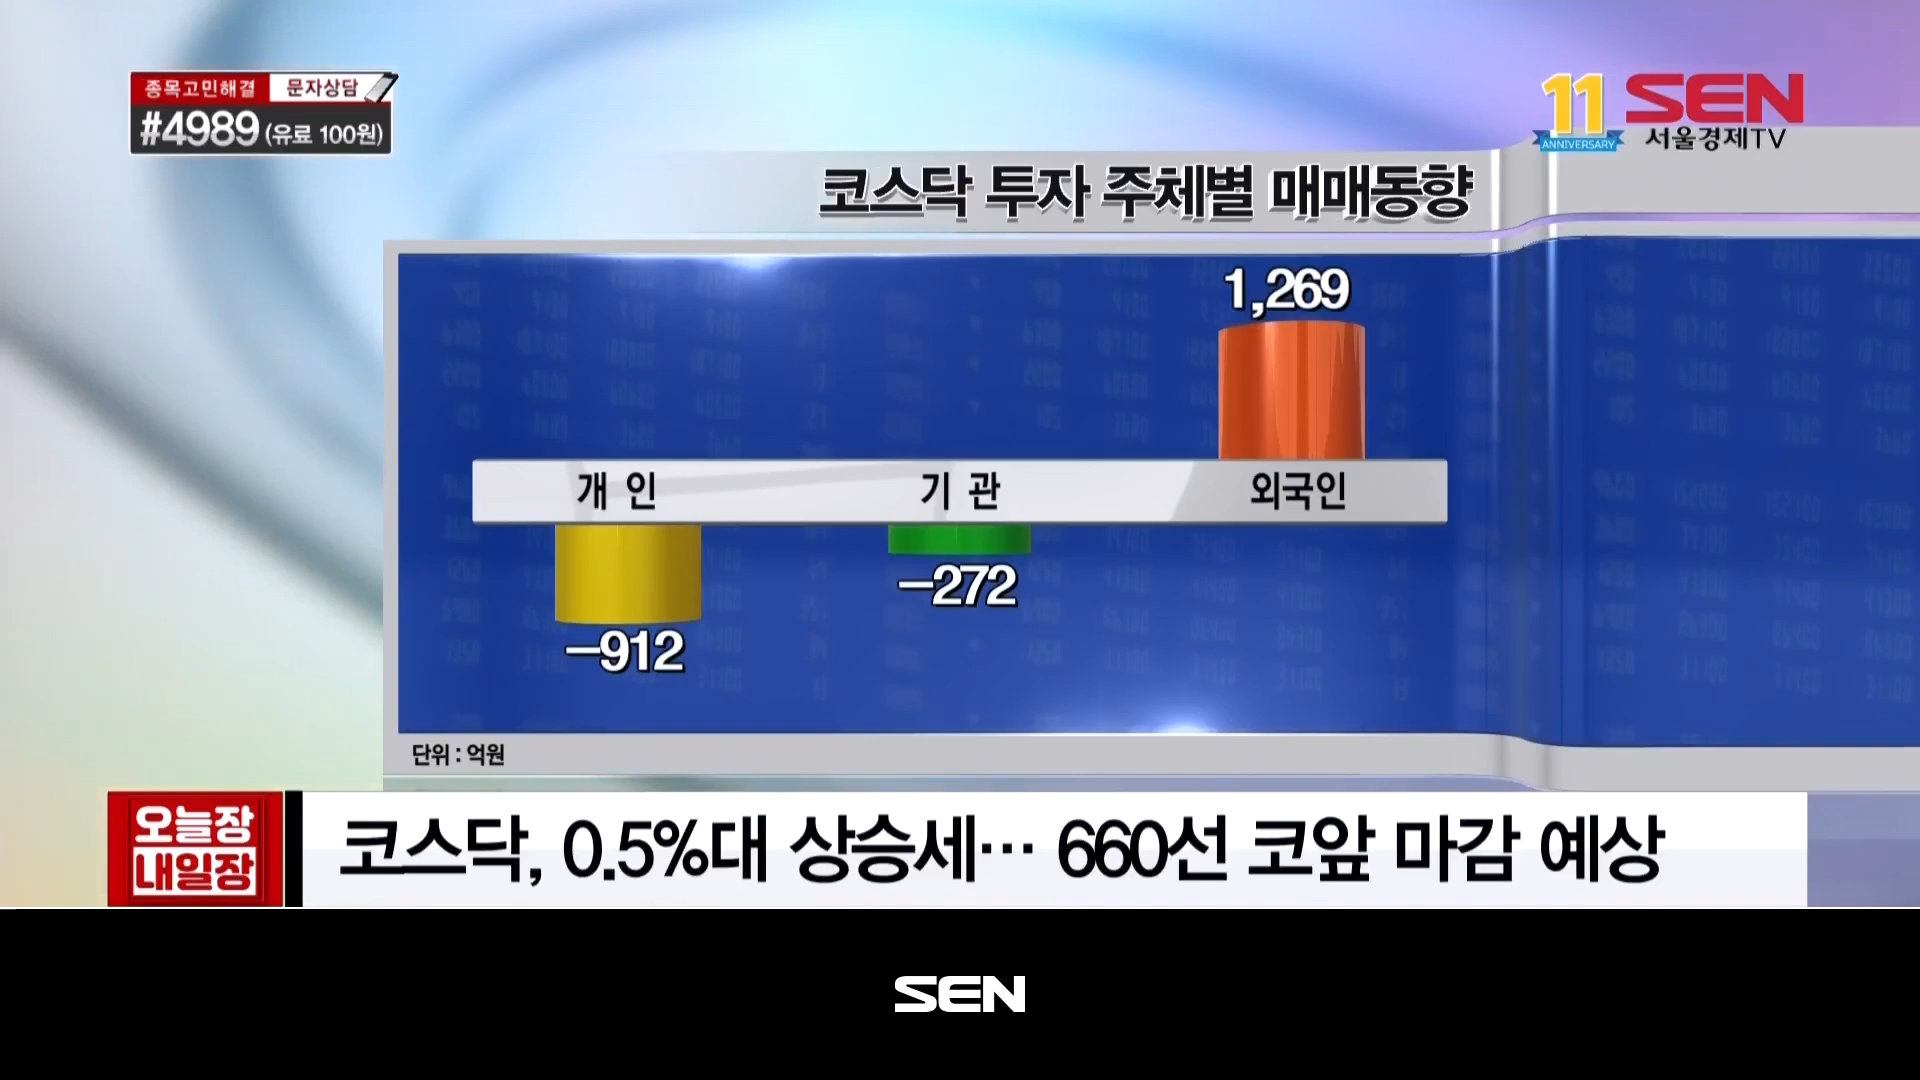 종목고민해결 문자상담
#4989 (유료 100원)
11 SEN
ANNIVERSARY 서울경제TV
코스닥 투자 주체별 매매동향
1,269
개인 기관 외국인
-272
-912
단위 : 억원
오늘장
내일장
코스닥, 0.5%대 상승세… 660선 코앞 마감 예상
SEN